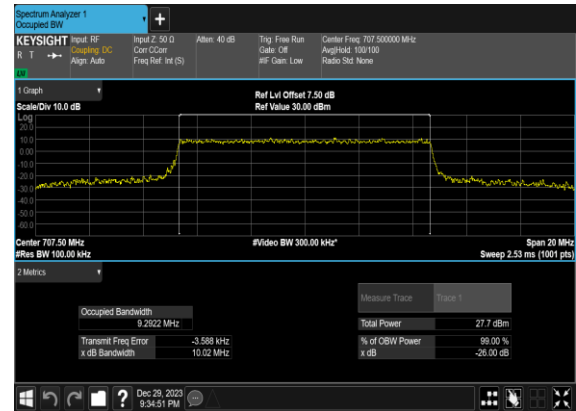 Spectrum Analyzer 1
Occupied BW
KEYSIGHT
R T
LXI
Input: RF
Coupling: DC
Align: Auto
Input Z: 50 Ω
Corr CCorr
Freq Ref: Int (S)
Atten: 40 dB
Trig: Free Run
Gate: Off
#IF Gain: Low
Center Freq: 707.500000 MHz
Avg|Hold: 100/100
Radio Std: None
1 Graph
Scale/Div 10.0 dB
Ref Lvl Offset 7.50 dB
Ref Value 30.00 dBm
Log
20.0
10.0
0.00
-10.0
-20.0
-30.0
-40.0
-50.0
-60.0
Center 707.50 MHz
#Video BW 300.00 kHz*
Span 20 MHz
#Res BW 100.00 kHz
Sweep 2.53 ms (1001 pts)
2 Metrics
Measure Trace
Trace 1
Occupied Bandwidth
9.2922 MHz
Total Power
27.7 dBm
Transmit Freq Error
-3.588 kHz
% of OBW Power
99.00 %
x dB Bandwidth
10.02 MHz
x dB
-26.00 dB
?
Dec 29, 2023
9:34:51 PM